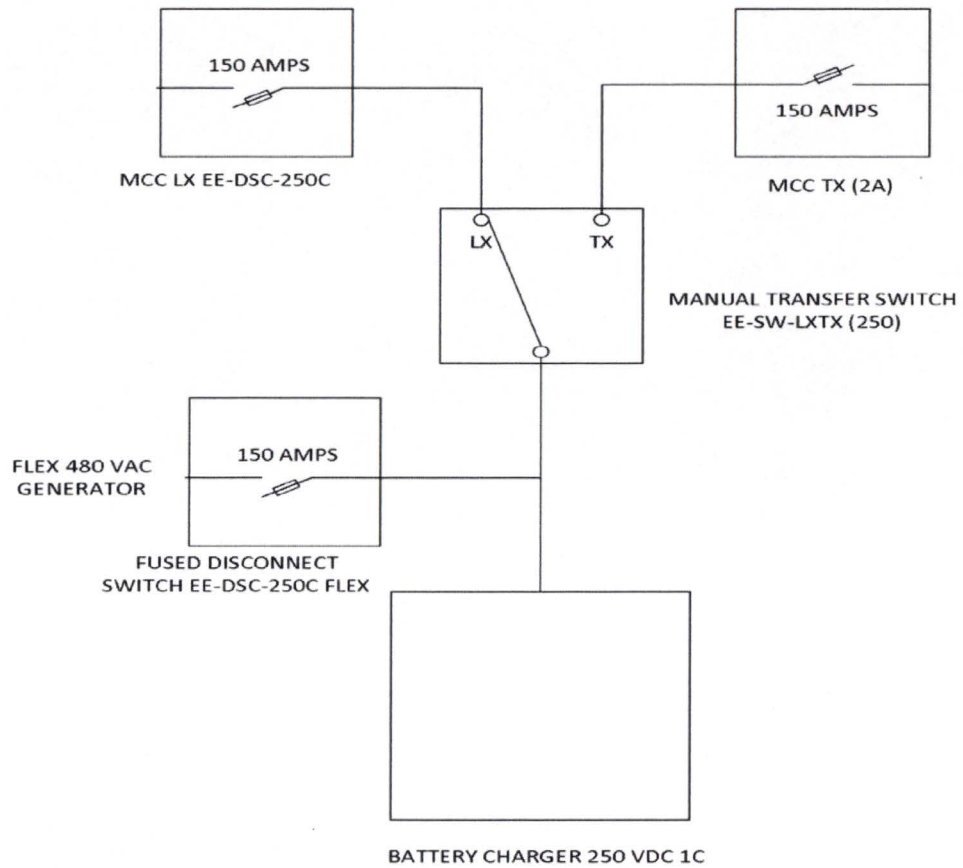 150 AMPS
MCC LX EE-DSC-250C
150 AMPS
MCC TX (2A)
LX
TX
MANUAL TRANSFER SWITCH
EE-SW-LXTX (250)
150 AMPS
FLEX 480 VAC
GENERATOR
FUSED DISCONNECT
SWITCH EE-DSC-250C FLEX
BATTERY CHARGER 250 VDC 1C